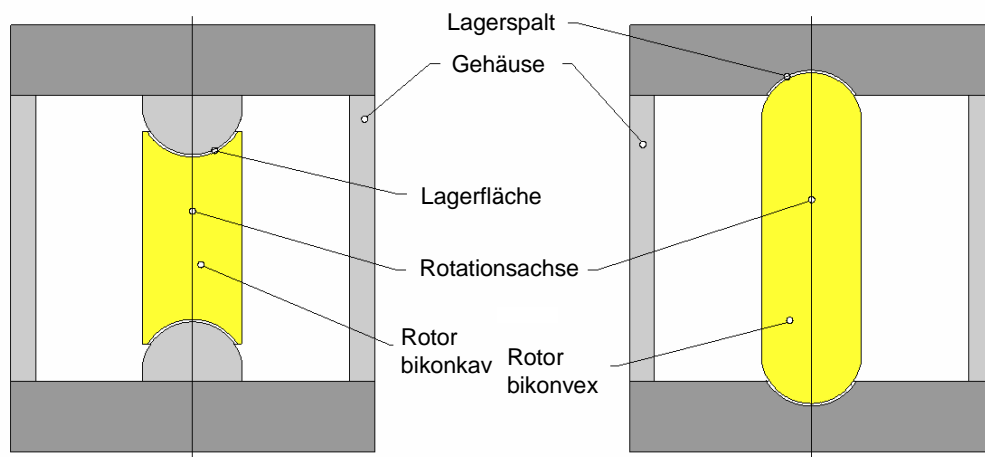 Lagerspalt
Gehäuse
Lagerfläche
Rotationsachse
Rotor
bikonkav
Rotor
bikonvex